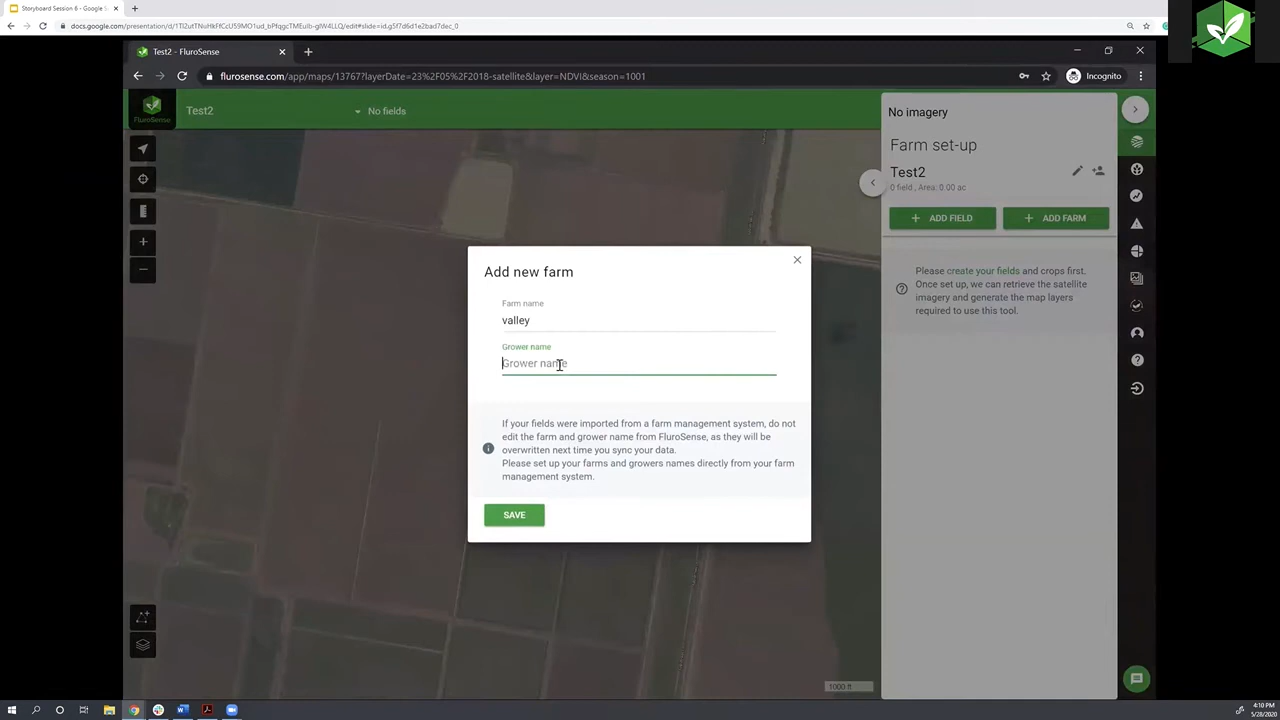 Storyboard Session 6 - Google S
Test2 - FluroSense
flurosense.com/app/maps/13767?layerDate=23%2F05%2F2018-satellite&layer=NDVI&season=1001
Incognito
FluroSense
Test2
No fields
No imagery
Farm set-up
Test2
0 field , Area: 0.00 ac
ADD FIELD
ADD FARM
Please create your fields and crops first.
Once set up, we can retrieve the satellite
imagery and generate the map layers
required to use this tool.
Add new farm
Farm name
valley
Grower name
Grower name
If your fields were imported from a farm management system, do not
edit the farm and grower name from FluroSense, as they will be
overwritten next time you sync your data.
Please set up your farms and growers names directly from your farm
management system.
SAVE
1000 ft
4:10 PM
5/28/2020